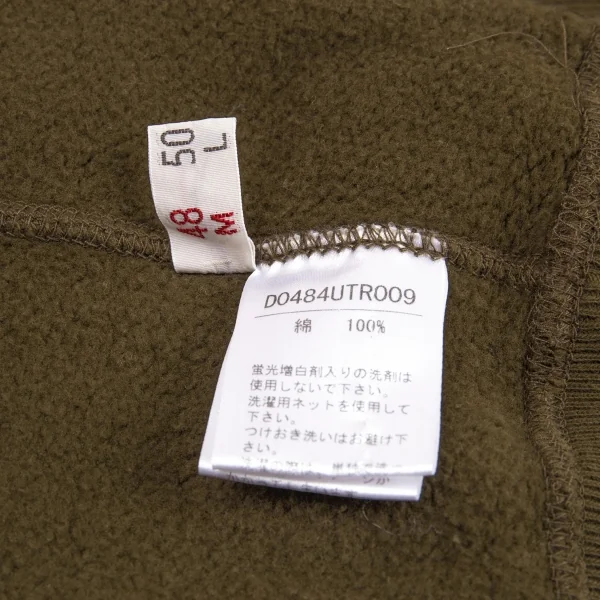 50
L
48
M
D0484UTR009
綿 100%
蛍光増白剤入りの洗剤は
使用しないで下さい。
洗濯用ネットを使用して
下さい。
つけおき洗いはお避け下
さい。